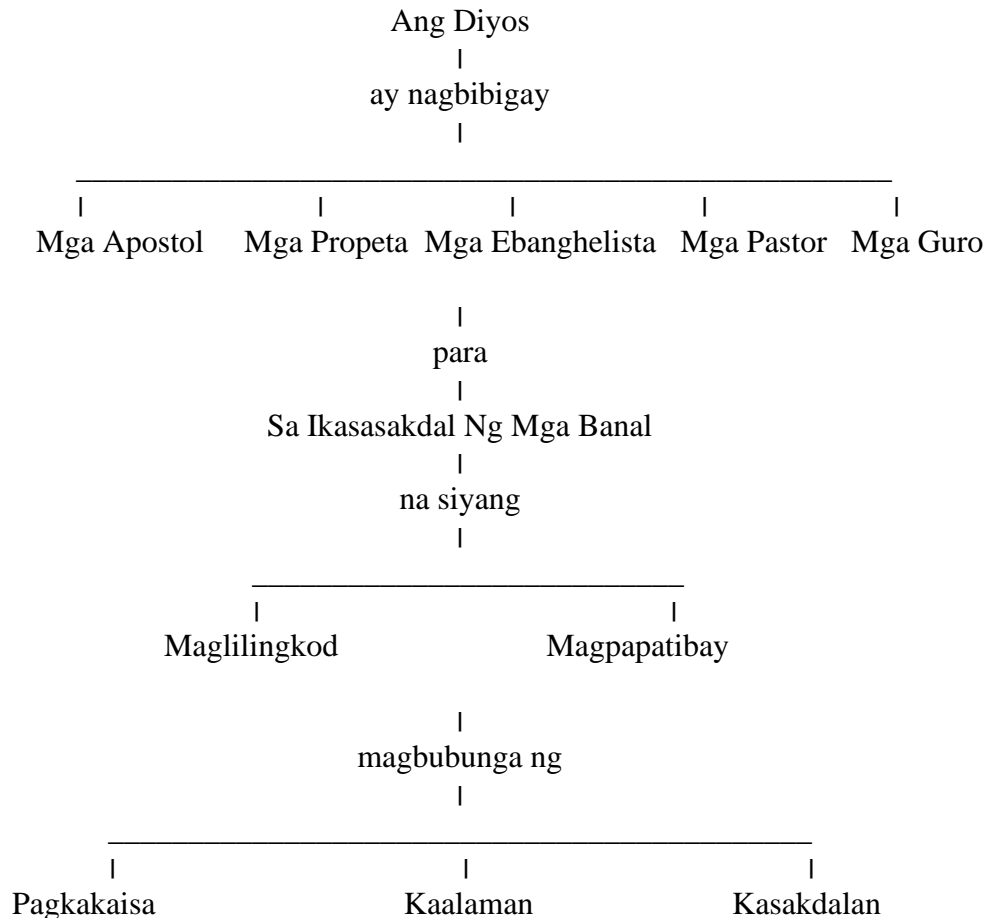 Ang Diyos
ay nagbibigay
Mga Apostol Mga Propeta Mga Ebanghelista Mga Pastor Mga Guro
para
Sa Ikasasakdal Ng Mga Banal
na siyang
Maglilingkod Magpapatibay
magbubunga ng
Pagkakaisa Kaalaman Kasakdalan